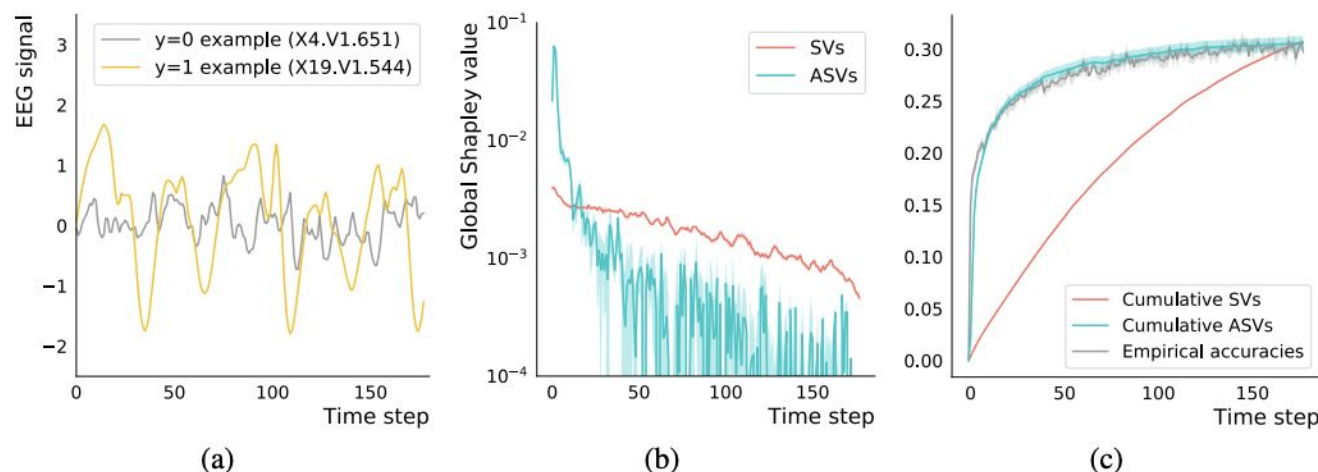 EEG signal
3
2
1
0
−1
−2
y=0 example (X4.V1.651)
y=1 example (X19.V1.544)
0 50 100 150
Time step
(a)
Global Shapley value
10⁻¹
10⁻²
10⁻³
10⁻⁴
SVs
ASVs
0 50 100 150
Time step
(b)
0.30
0.25
0.20
0.15
0.10
0.05
0.00
Cumulative SVs
Cumulative ASVs
Empirical accuracies
0 50 100 150
Time step
(c)